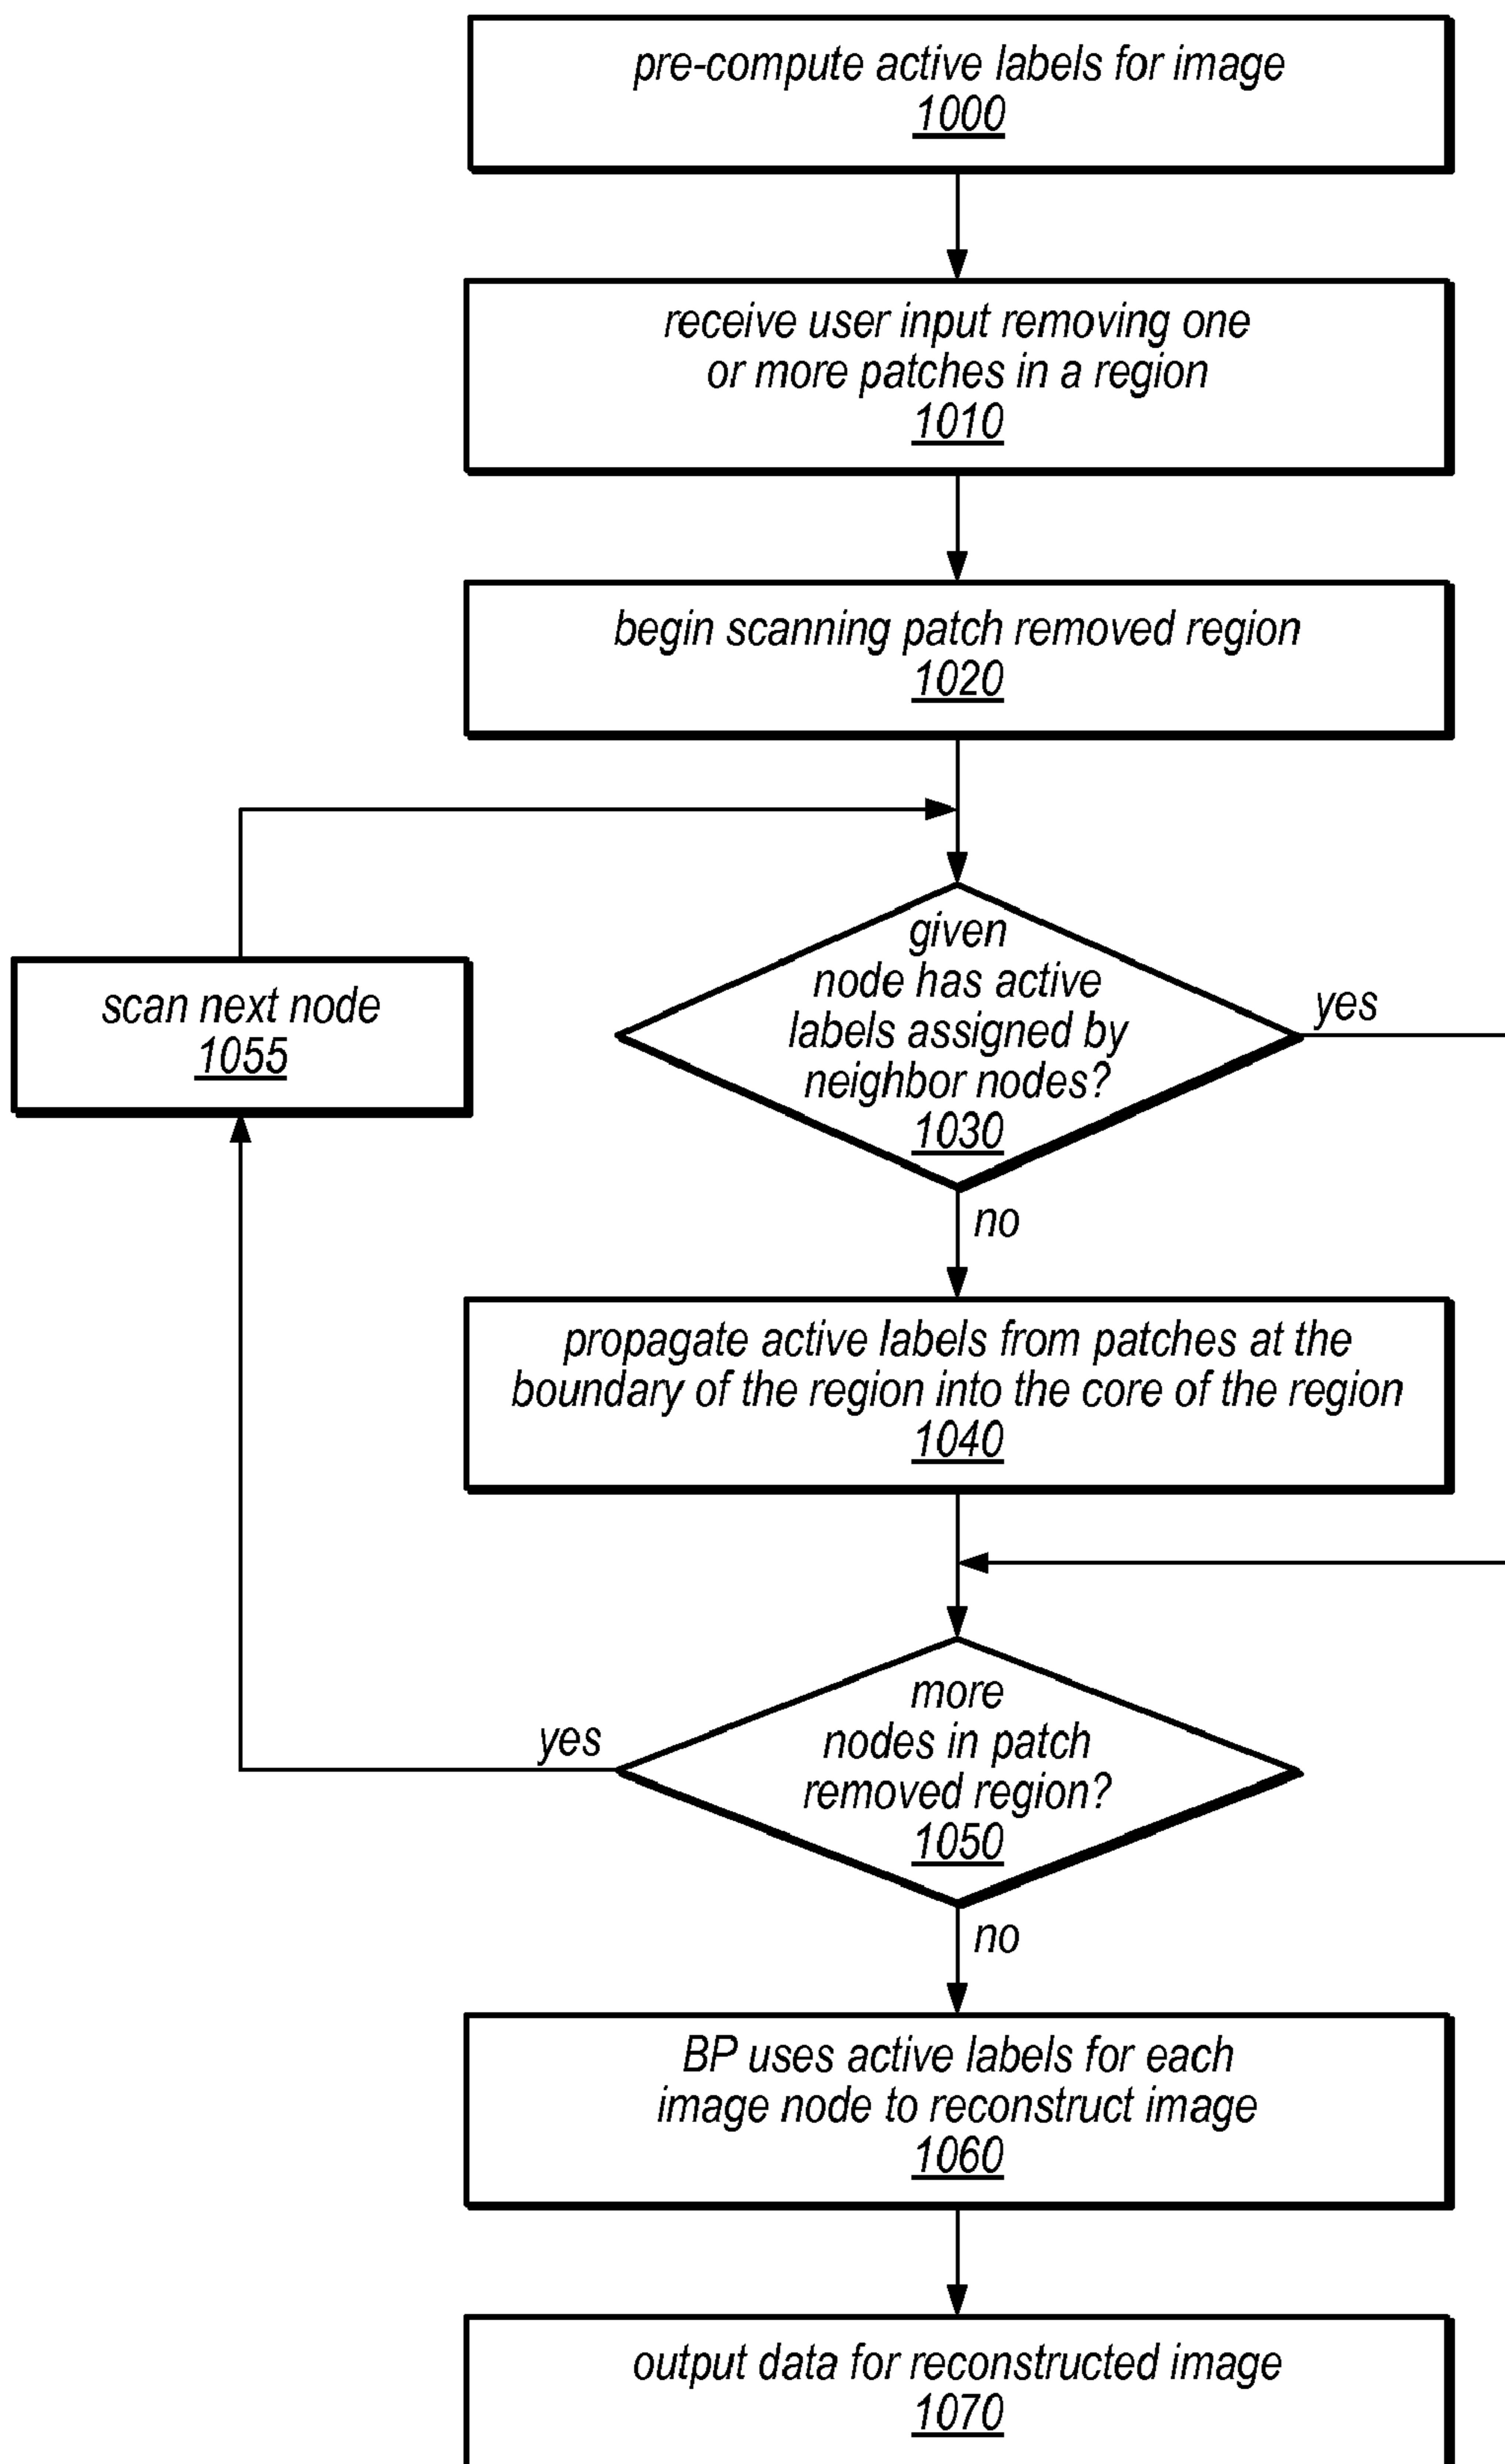 pre-compute active labels for image
1000
receive user input removing one
or more patches in a region
1010
begin scanning patch removed region
1020
given
node has active
labels assigned by
neighbor nodes?
1030
yes
scan next node
1055
no
propagate active labels from patches at the
boundary of the region into the core of the region
1040
more
nodes in patch
removed region?
1050
yes
no
BP uses active labels for each
image node to reconstruct image
1060
output data for reconstructed image
1070